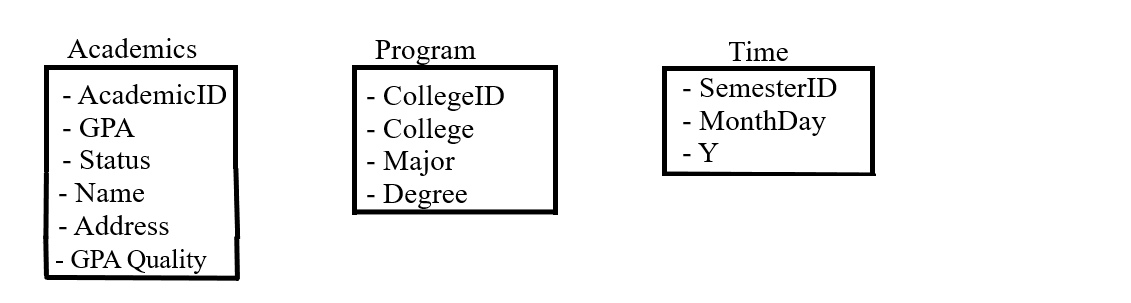 Academics
- AcademicID
- GPA
- Status
- Name
- Address
- GPA Quality
Program
- CollegeID
- College
- Major
- Degree
Time
- SemesterID
- MonthDay
- Y